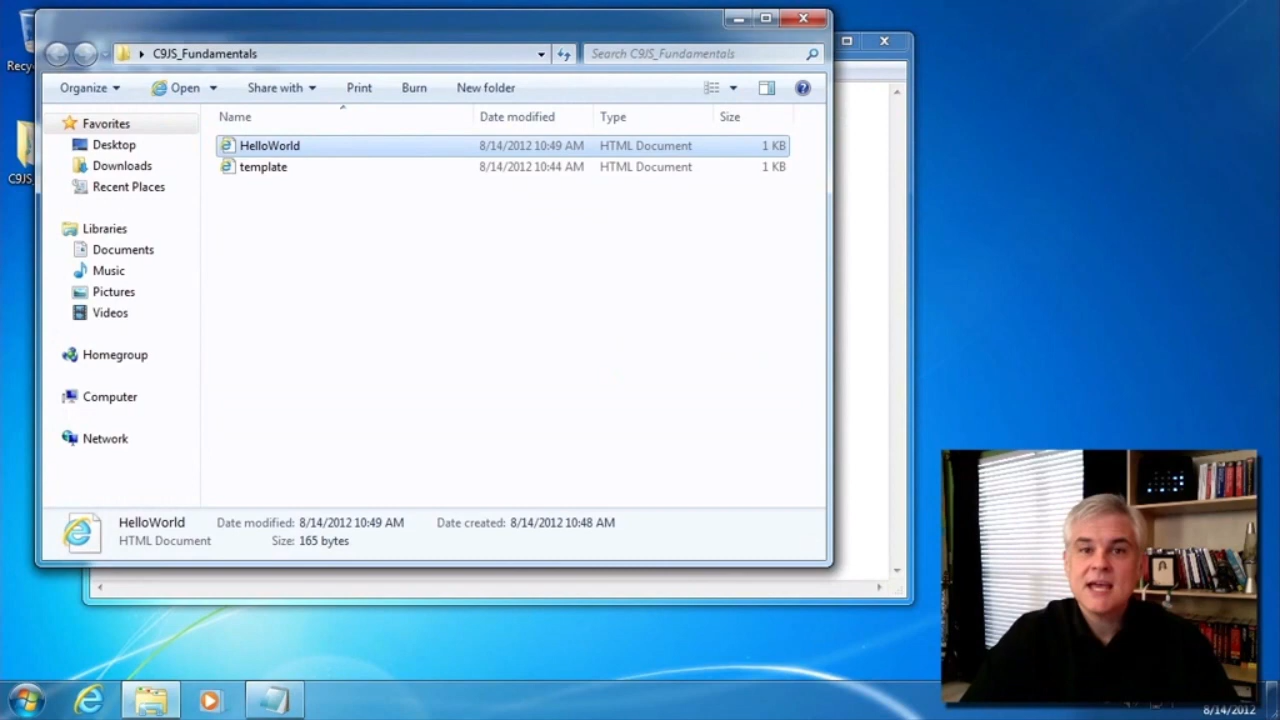 C9JS_Fundamentals
Search C9JS_Fundamentals
Organize
Open
Share with
Print
Burn
New folder
Name
Date modified
Type
Size
Favorites
Desktop
Downloads
Recent Places
Libraries
Documents
Music
Pictures
Videos
Homegroup
Computer
Network
HelloWorld 8/14/2012 10:49 AM HTML Document 1 KB
template 8/14/2012 10:44 AM HTML Document 1 KB
HelloWorld Date modified: 8/14/2012 10:49 AM Date created: 8/14/2012 10:48 AM
HTML Document Size: 165 bytes
Recy
C9JS_
8/14/2012